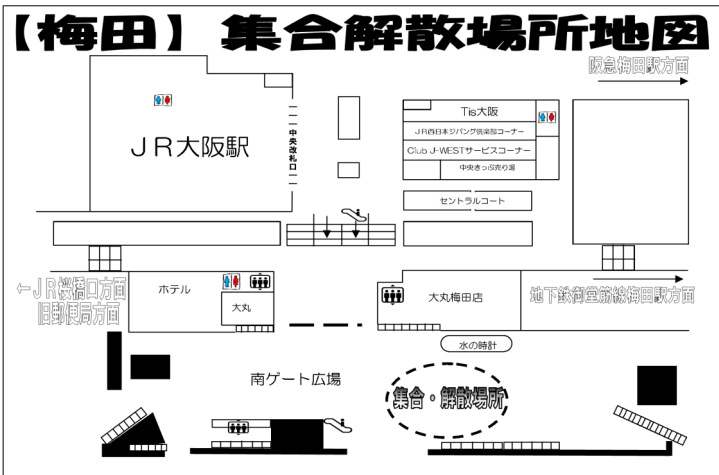 【梅田】 集合解散場所地図
阪急梅田駅方面
JR大阪駅
中央改札口
Tis大阪
JR西日本ジパング倶楽部コーナー
Club J-WESTサービスコーナー
中央きっぷ売り場
セントラルコート
←JR桜橋口方面
旧郵便局方面
ホテル
大丸
大丸梅田店
地下鉄御堂筋線梅田駅方面
水の時計
南ゲート広場
集合・解散場所